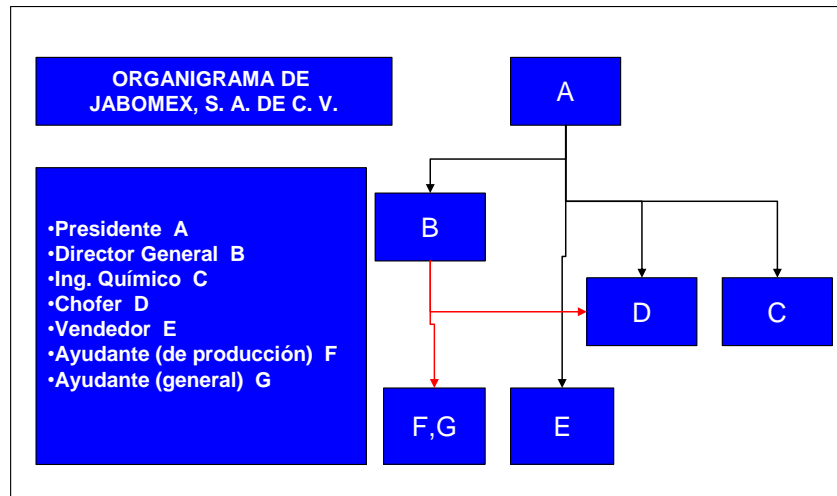 ORGANIGRAMA DE
JABOMEX, S. A. DE C. V.
A
•Presidente A
•Director General B
•Ing. Químico C
•Chofer D
•Vendedor E
•Ayudante (de producción) F
•Ayudante (general) G
B
D
C
F,G
E